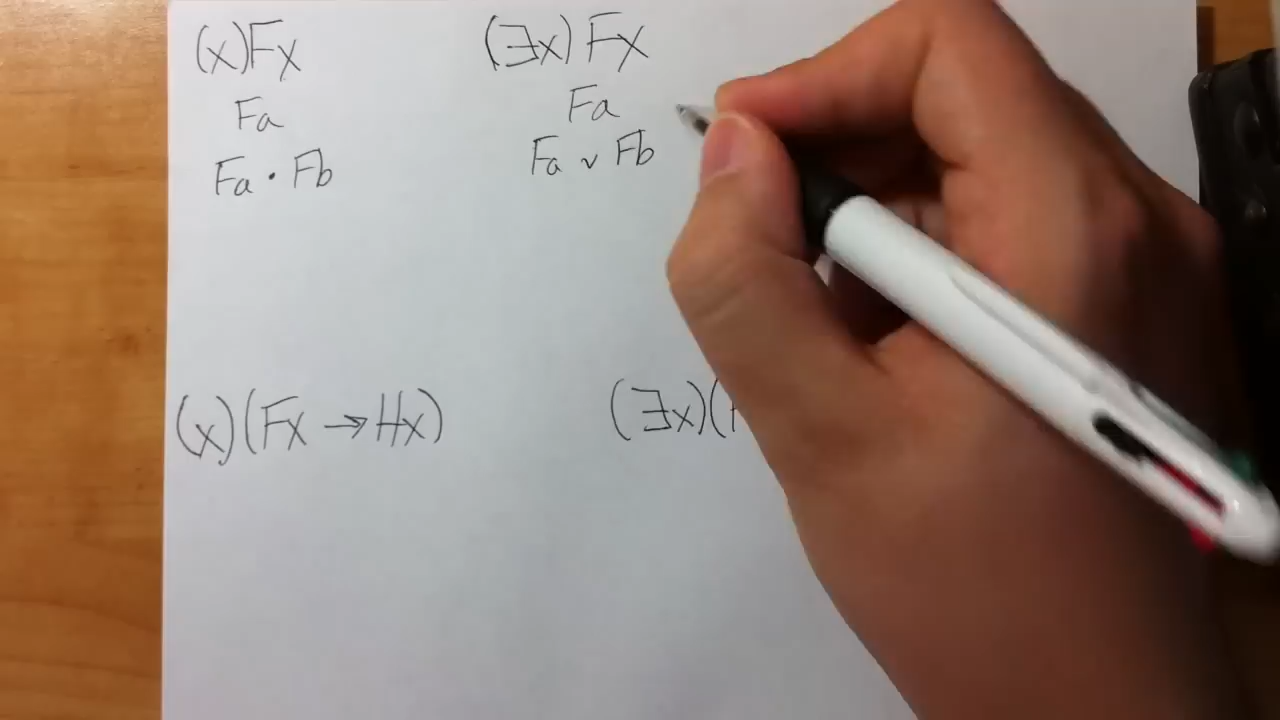 (x)Fx (∃x)Fx
Fa Fa
Fa · Fb Fa v Fb
(x)(Fx → Hx) (∃x)(